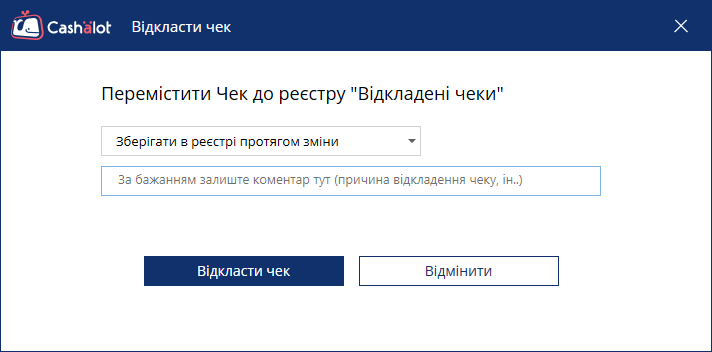 Cashalot Відкласти чек
Перемістити Чек до реєстру "Відкладені чеки"
Зберігати в реєстрі протягом зміни
За бажанням залиште коментар тут (причина відкладення чеку, ін..)
Відкласти чек Відмінити